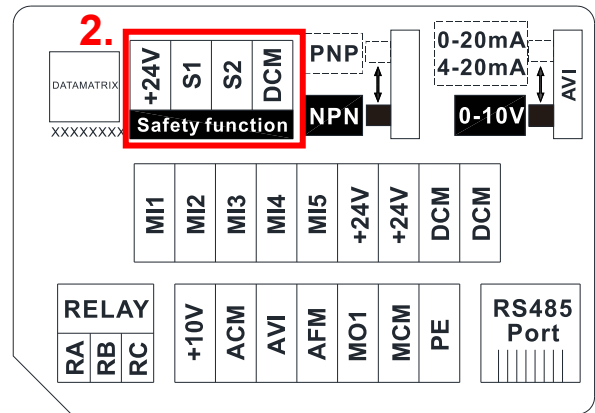 2.
DATAMATRIX
XXXXXXXX
+24V S1 S2 DCM
Safety function
PNP
NPN
0-20mA
4-20mA
0-10V
AVI
MI1 MI2 MI3 MI4 MI5 +24V +24V DCM DCM
RELAY
RA RB RC
+10V ACM AVI AFM MO1 MCM PE
RS485
Port